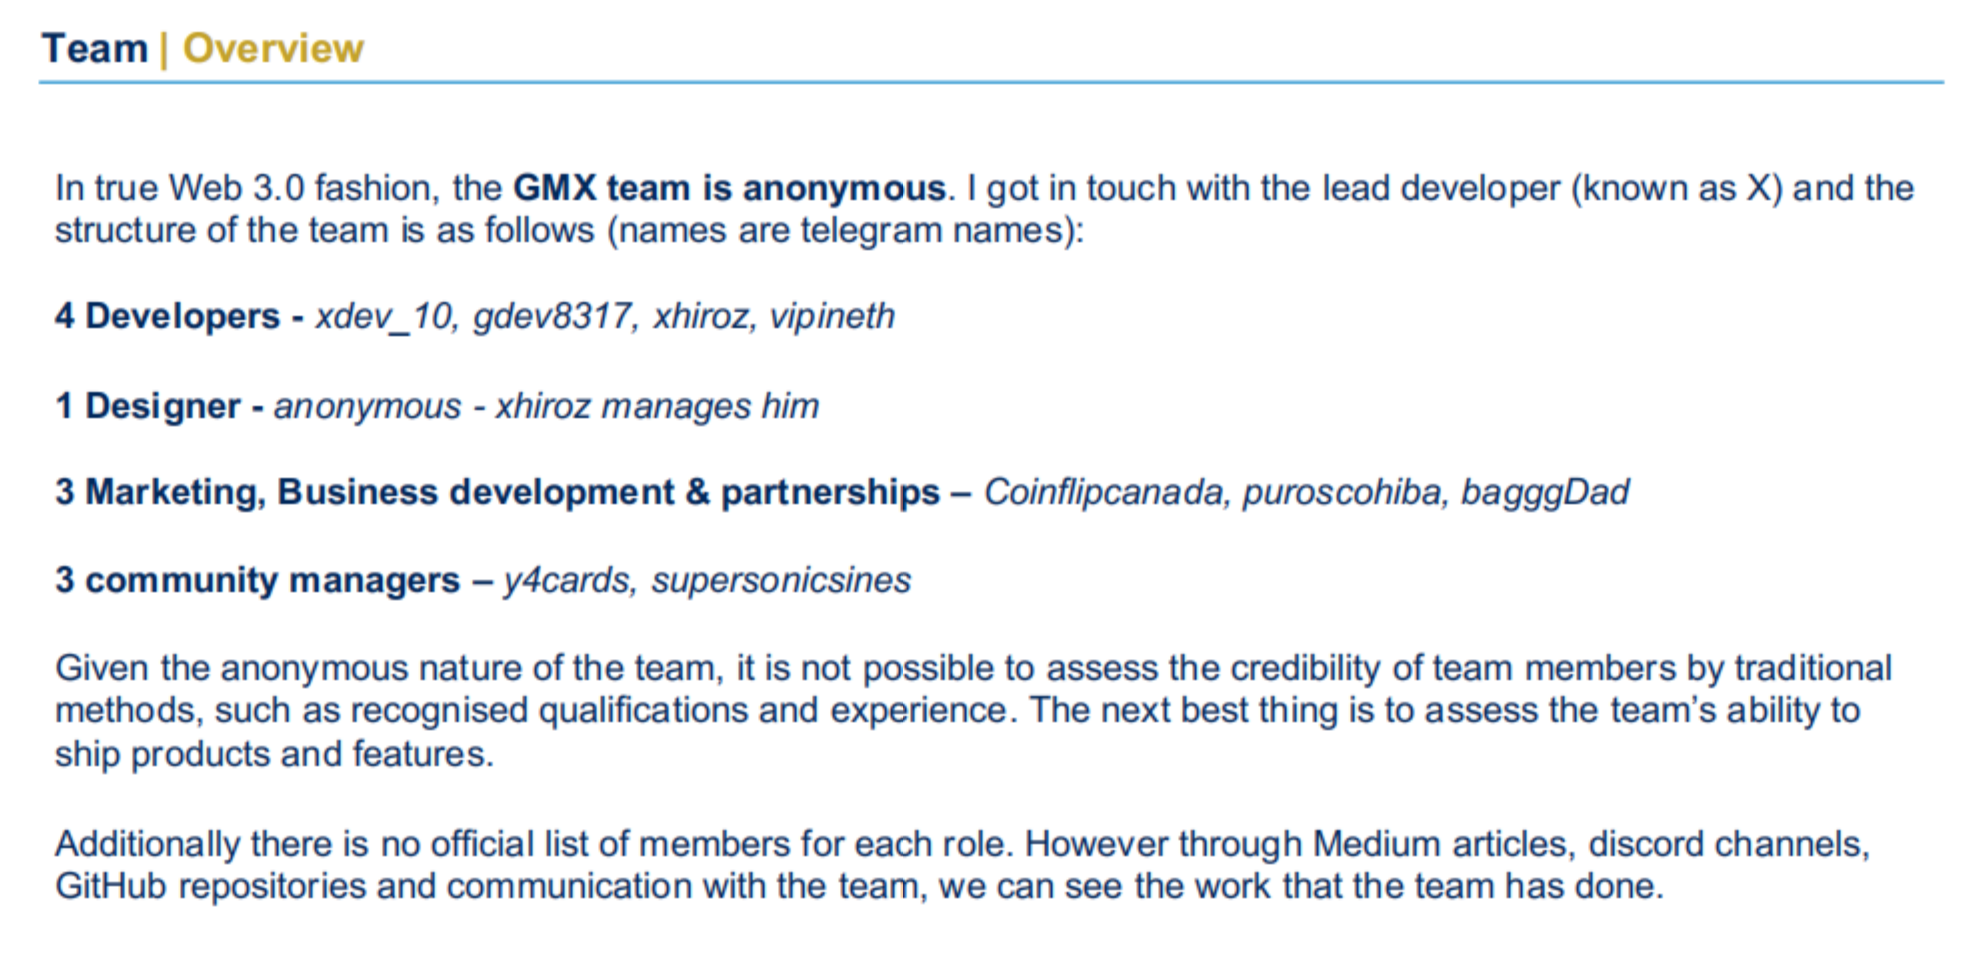 Team | Overview
In true Web 3.0 fashion, the GMX team is anonymous. I got in touch with the lead developer (known as X) and the
structure of the team is as follows (names are telegram names):
4 Developers - xdev_10, gdev8317, xhiroz, vipineth
1 Designer - anonymous - xhiroz manages him
3 Marketing, Business development & partnerships – Coinflipcanada, puroscohiba, bagggDad
3 community managers – y4cards, supersonicsines
Given the anonymous nature of the team, it is not possible to assess the credibility of team members by traditional
methods, such as recognised qualifications and experience. The next best thing is to assess the team’s ability to
ship products and features.
Additionally there is no official list of members for each role. However through Medium articles, discord channels,
GitHub repositories and communication with the team, we can see the work that the team has done.